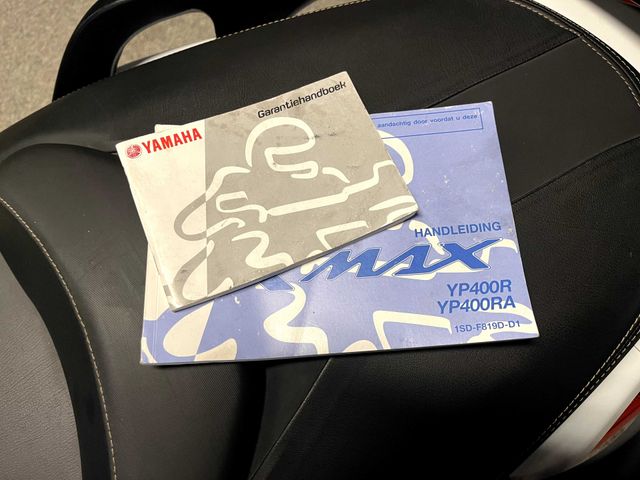 Garantiehandboek
YAMAHA
aandachtig door voordat u deze
HANDLEIDING
MAX
YP400R
YP400RA
1SD-F819D-D1